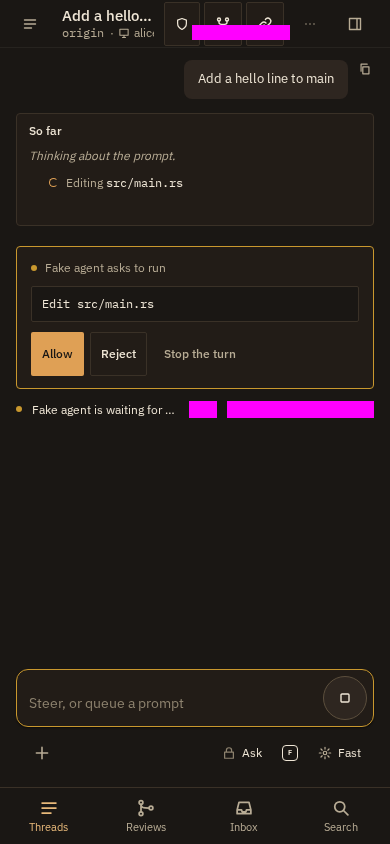 Add a hello...
origin · alic
Add a hello line to main
So far
Thinking about the prompt.
Editing src/main.rs
Fake agent asks to run
Edit src/main.rs
Allow Reject Stop the turn
Fake agent is waiting for ...
Steer, or queue a prompt
Ask F Fast
Threads Reviews Inbox Search